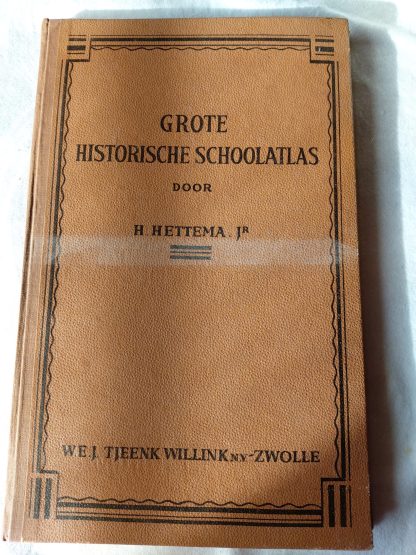 GROTE
HISTORISCHE SCHOOLATLAS
DOOR
H. HETTEMA. JR
W.E.J. TJEENK WILLINK N.V.-ZWOLLE